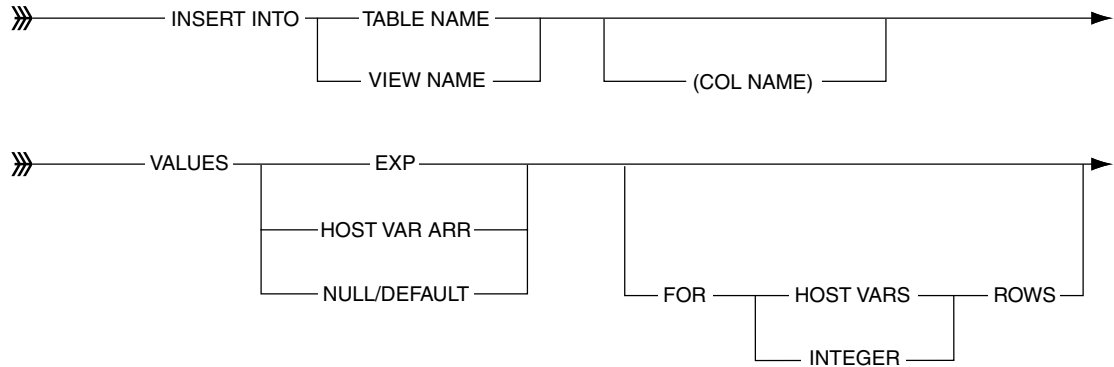 INSERT INTO TABLE NAME
VIEW NAME (COL NAME)
VALUES EXP
HOST VAR ARR
NULL/DEFAULT FOR HOST VARS ROWS
INTEGER